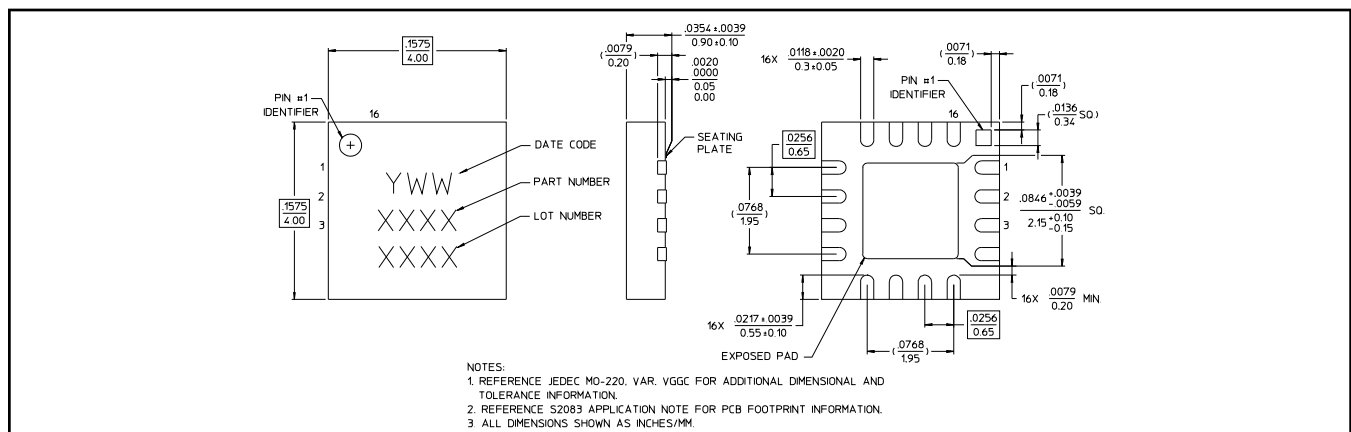 .1575
4.00
PIN #1
IDENTIFIER
16
1
2
3
.1575
4.00
YWW
XXXX
XXXX
DATE CODE
PART NUMBER
LOT NUMBER
.0354±.0039
0.90±0.10
(.0079
0.20)
.0020
.0000
0.05
0.00
SEATING
PLATE
16X .0118±.0020
0.3±0.05
(.0071
0.18)
PIN #1
IDENTIFIER
16
(.0071
0.18)
(.0136
0.34 SQ.)
.0256
0.65
(.0768
1.95)
1
2
3
.0846 +.0039
-.0059
2.15 +0.10
-0.15
SQ.
16X .0079
0.20 MIN.
16X .0217±.0039
0.55±0.10
.0256
0.65
(.0768
1.95)
EXPOSED PAD
NOTES:
1. REFERENCE JEDEC MO-220, VAR. VGGC FOR ADDITIONAL DIMENSIONAL AND
TOLERANCE INFORMATION.
2. REFERENCE S2083 APPLICATION NOTE FOR PCB FOOTPRINT INFORMATION.
3. ALL DIMENSIONS SHOWN AS INCHES/MM.